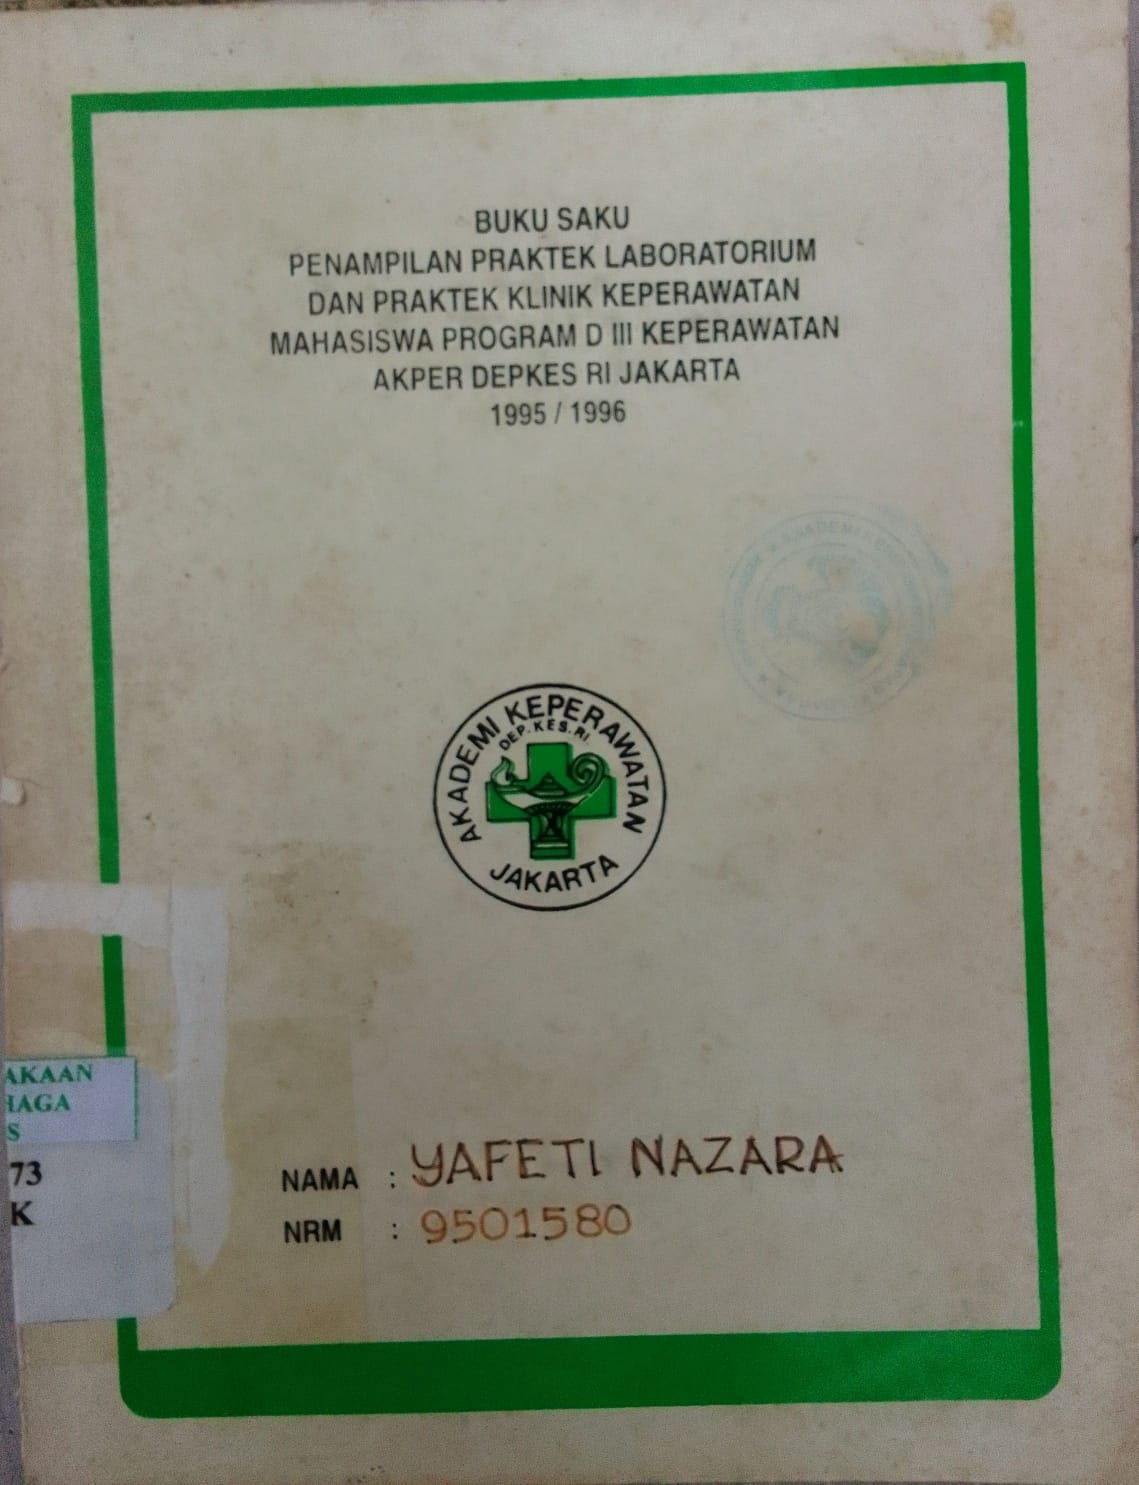 BUKU SAKU
PENAMPILAN PRAKTEK LABORATORIUM
DAN PRAKTEK KLINIK KEPERAWATAN
MAHASISWA PROGRAM D III KEPERAWATAN
AKPER DEPKES RI JAKARTA
1995 / 1996
AKADEMI KEPERAWATAN
DEP.KES.RI
JAKARTA
AKAAN
HAGA
S
73
K
NAMA : YAFETI NAZARA
NRM : 9501580